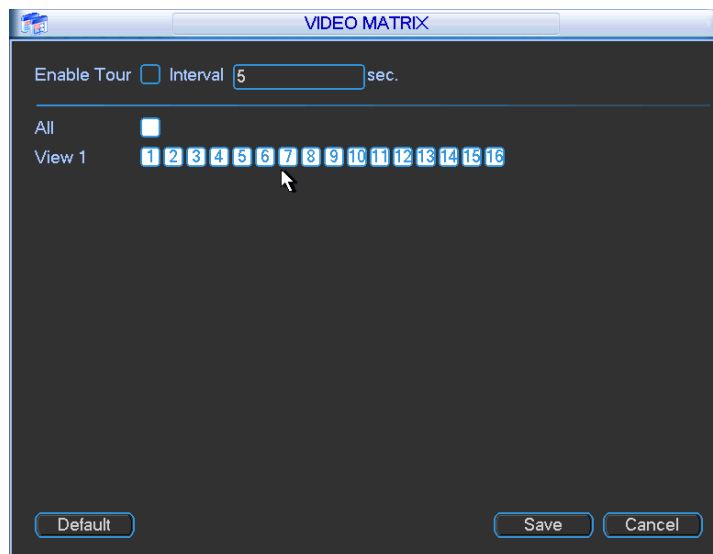 VIDEO MATRIX
Enable Tour Interval 5 sec.
All
View 1 1 2 3 4 5 6 7 8 9 10 11 12 13 14 15 16
Default Save Cancel